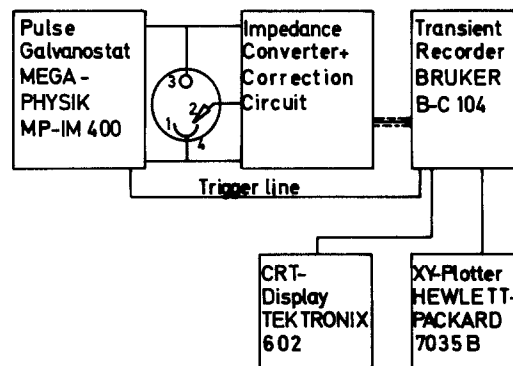 Pulse
Galvanostat
MEGA-
PHYSIK
MP-IM 400
3
2
1
4
Impedance
Converter+
Correction
Circuit
Transient
Recorder
BRUKER
B-C 104
Trigger line
CRT-
Display
TEKTRONIX
602
XY-Plotter
HEWLETT-
PACKARD
7035 B